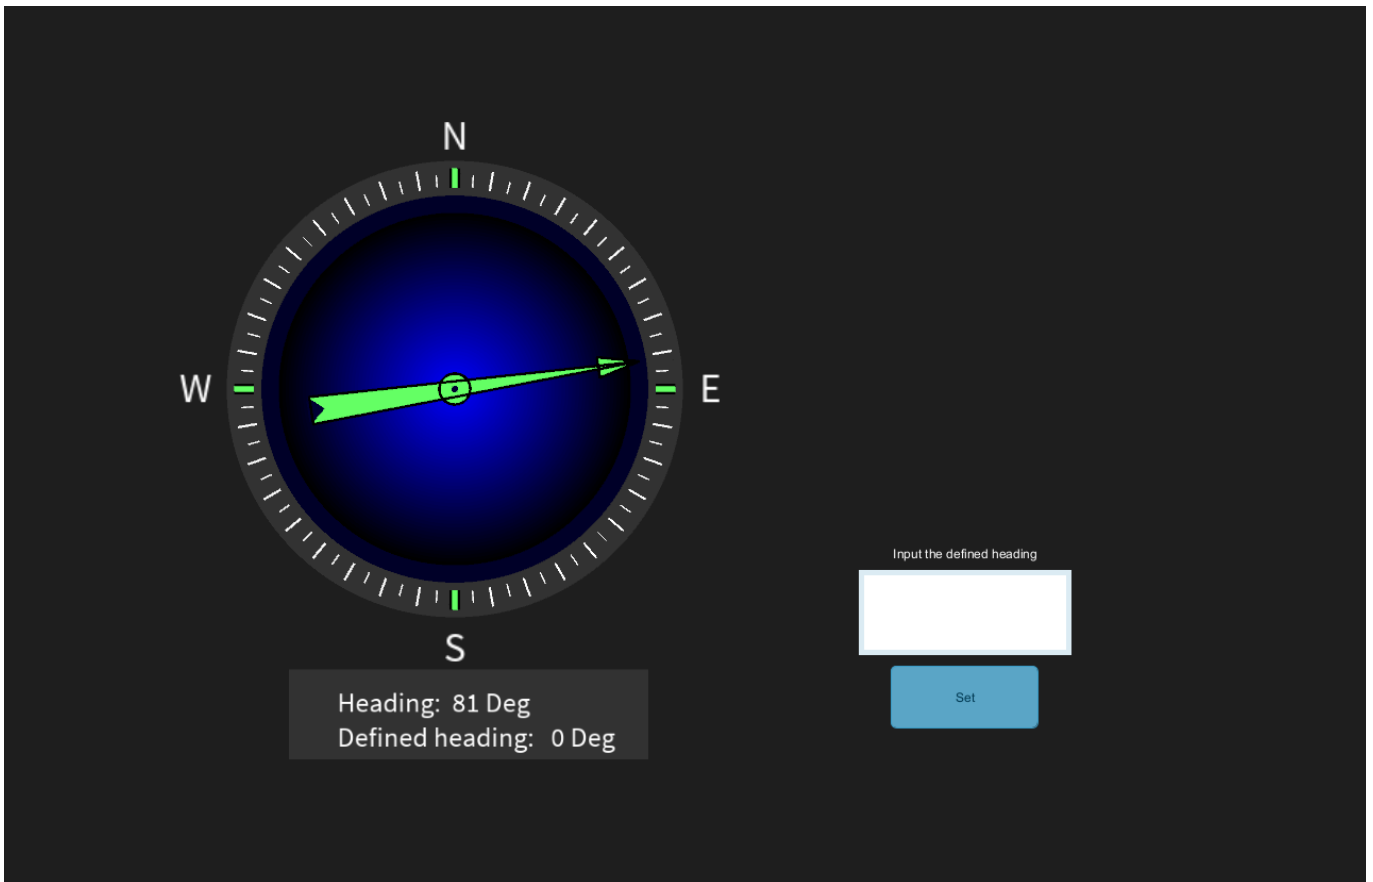 N
W
E
S
Heading: 81 Deg
Defined heading: 0 Deg
Input the defined heading
Set